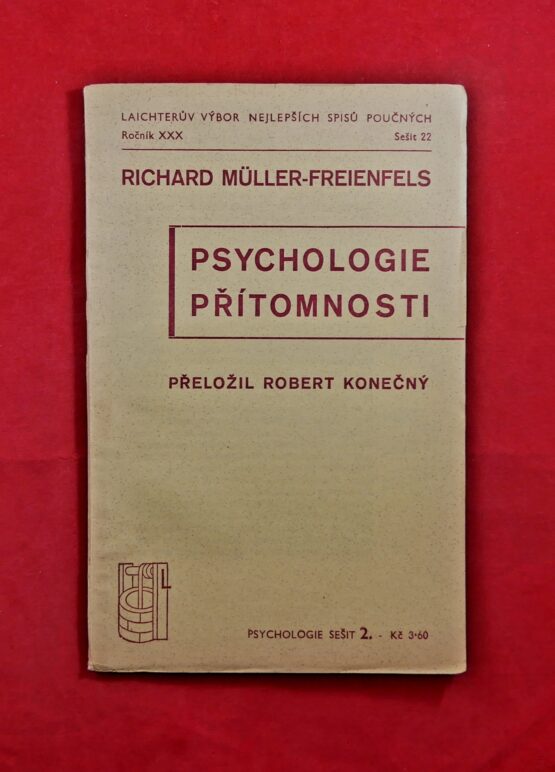 LAICHTERŮV VÝBOR NEJLEPŠÍCH SPISŮ POUČNÝCH
Ročník XXX Sešit 22
RICHARD MÜLLER-FREIENFELS
PSYCHOLOGIE
PŘÍTOMNOSTI
PŘELOŽIL ROBERT KONEČNÝ
L
PSYCHOLOGIE SEŠIT 2. - Kč 3·60